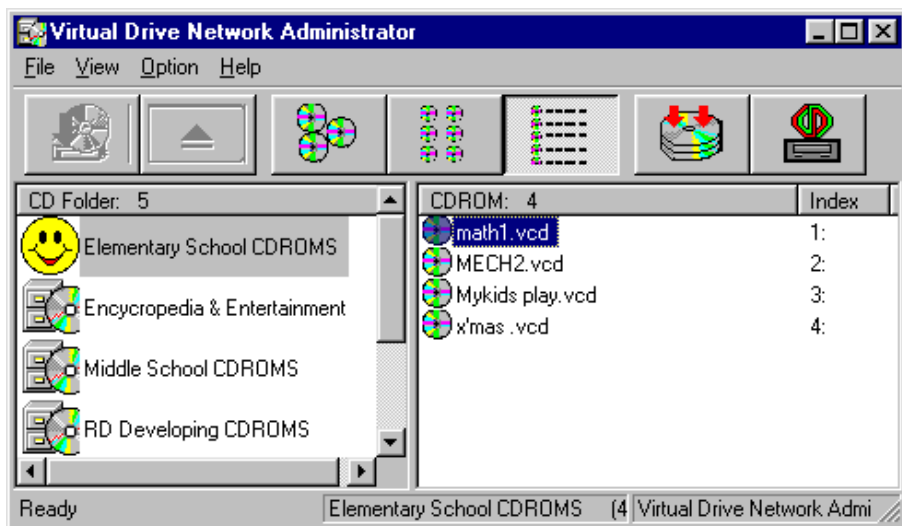 Virtual Drive Network Administrator
File View Option Help
CD Folder: 5
Elementary School CDROMS
Encycropedia & Entertainment
Middle School CDROMS
RD Developing CDROMS
CDROM: 4 Index
math1.vcd 1:
MECH2.vcd 2:
Mykids play.vcd 3:
x'mas .vcd 4:
Ready Elementary School CDROMS (4 Virtual Drive Network Admi